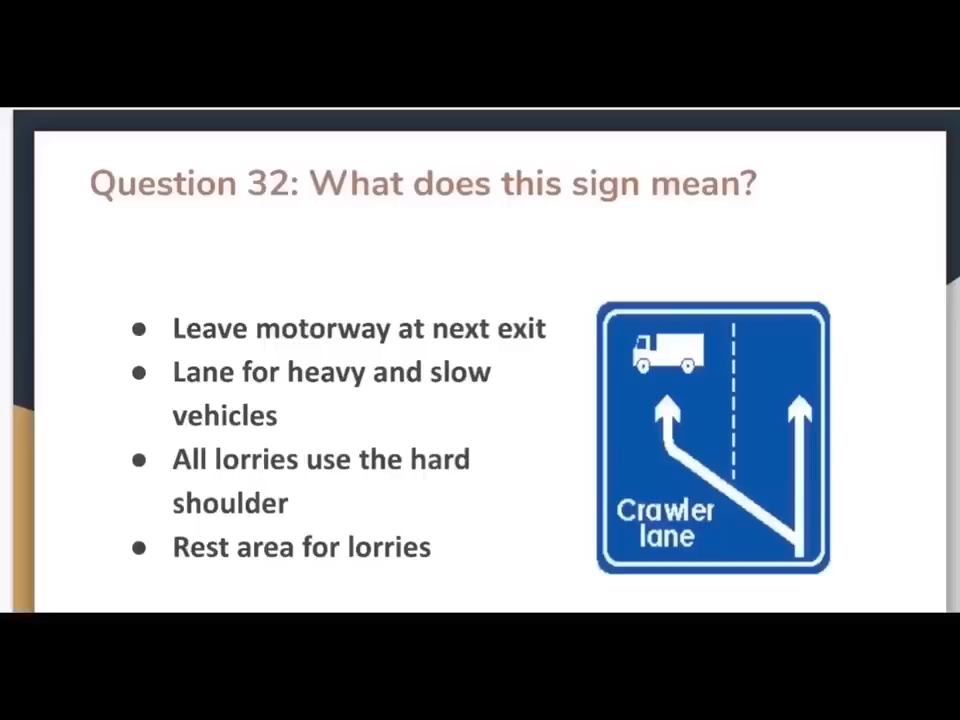 Question 32: What does this sign mean?
● Leave motorway at next exit
● Lane for heavy and slow
vehicles
● All lorries use the hard
shoulder
● Rest area for lorries
Crawler
lane